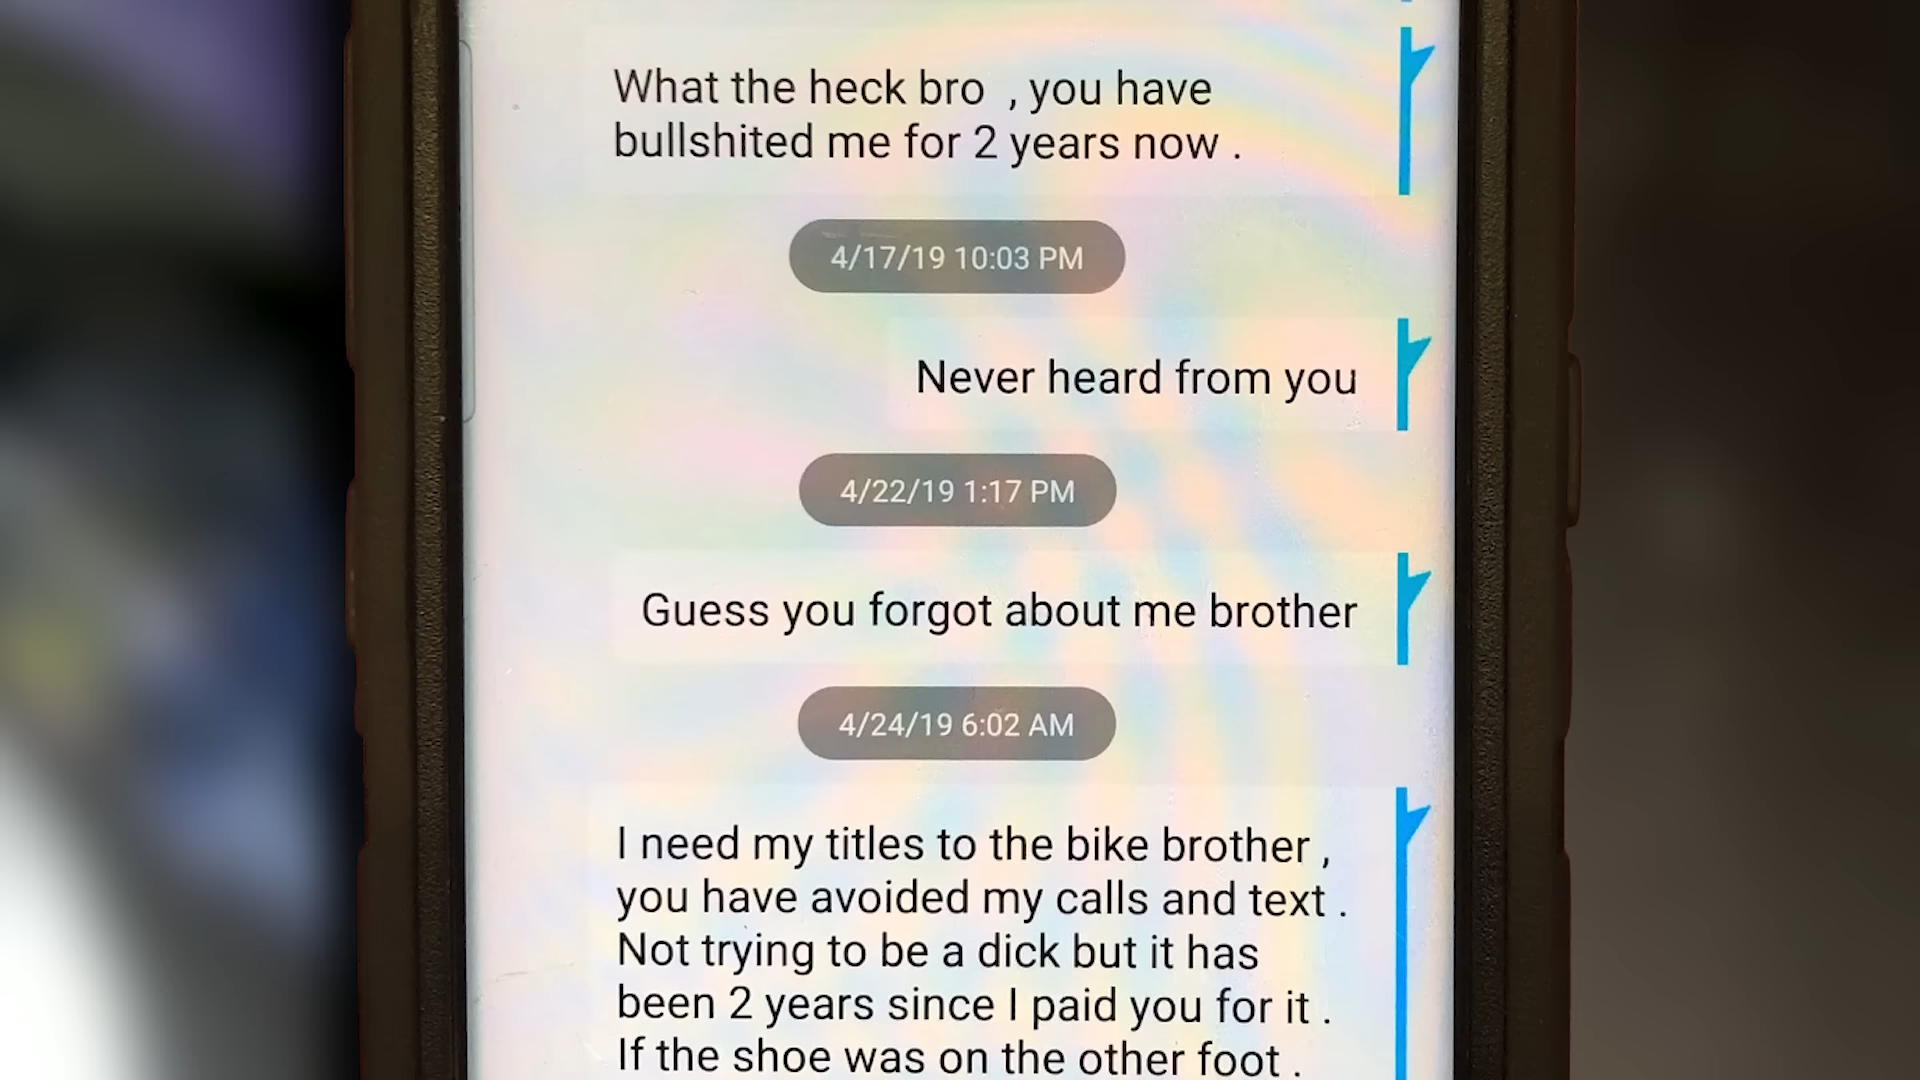 What the heck bro  , you have
bullshited me for 2 years now .
4/17/19 10:03 PM
Never heard from you
4/22/19 1:17 PM
Guess you forgot about me brother
4/24/19 6:02 AM
I need my titles to the bike brother ,
you have avoided my calls and text .
Not trying to be a dick but it has
been 2 years since I paid you for it .
If the shoe was on the other foot .